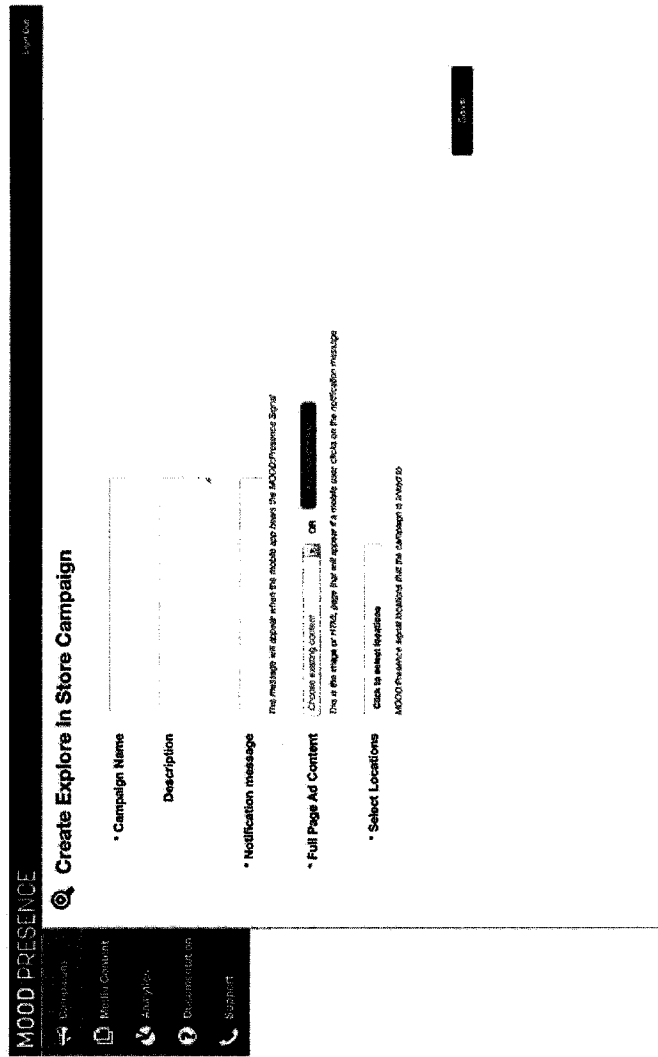 MOOD PRESENCE
Sign Out
Campaigns
Media Content
Analytics
Documentation
Support
Create Explore In Store Campaign
* Campaign Name
Description
* Notification message
This message will appear when the mobile app hears the MOOD:Presence Signal
* Full Page Ad Content
Choose existing content
OR
This is the image or HTML page that will appear if a mobile user clicks on the notification message
* Select Locations
Click to select locations
MOOD:Presence signal locations that the campaign is linked to
Save